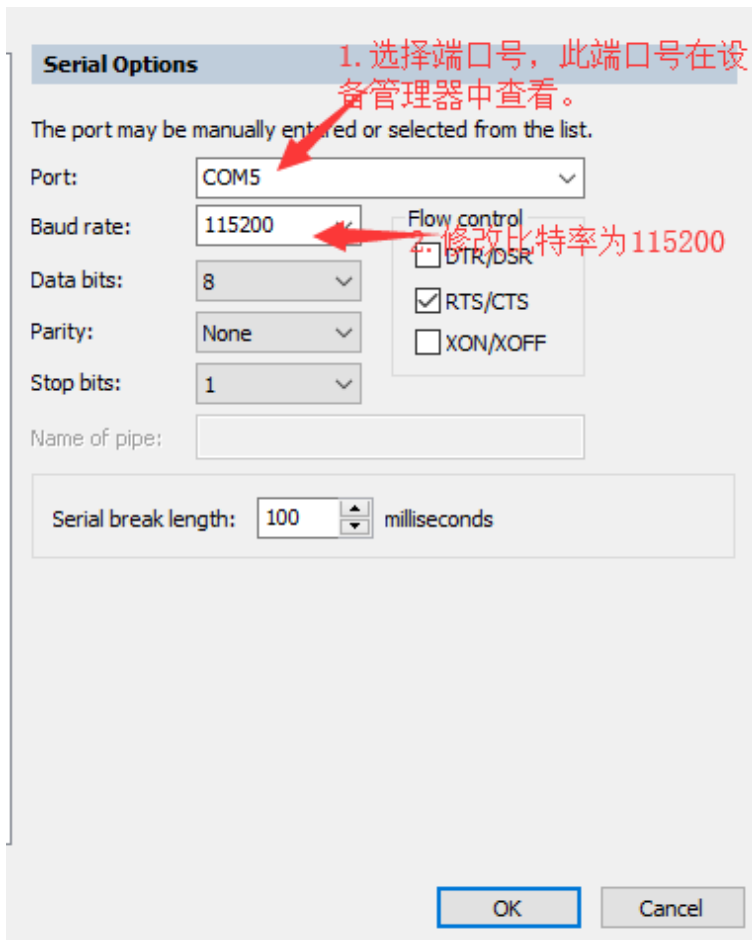 Serial Options
1. 选择端口号，此端口号在设
备管理器中查看。
The port may be manually entered or selected from the list.
Port:
COM5
Baud rate:
115200
Flow control
2. 修改比特率为115200
DTR/DSR
Data bits:
8
RTS/CTS
Parity:
None
XON/XOFF
Stop bits:
1
Name of pipe:
Serial break length:
100
milliseconds
OK
Cancel